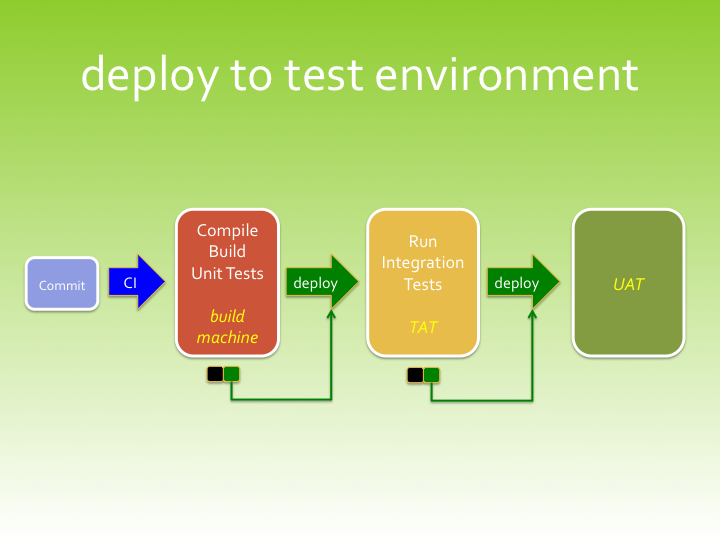 deploy to test environment
Commit
CI
Compile
Build
Unit Tests
build
machine
deploy
Run
Integration
Tests
TAT
deploy
UAT